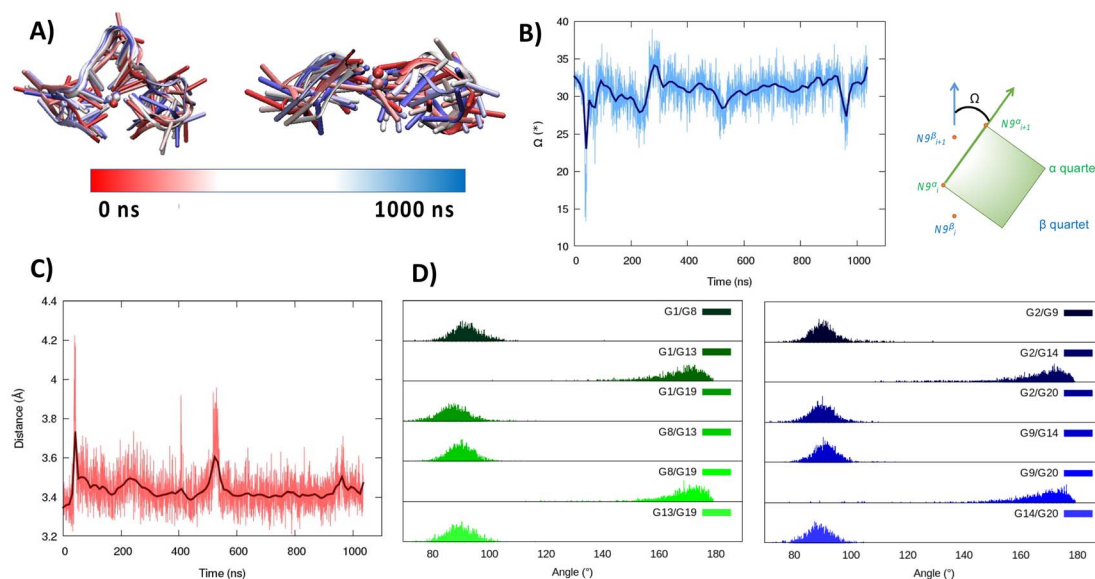 A)
0 ns 1000 ns
B)
Ω (*)
40
35
30
25
20
15
10
0 200 400 600 800 1000
Time (ns)
Ω
N9βi+1
N9αi+1
N9αi
α quarte
N9βi
β quartet
C)
Distance (Å)
4.4
4.2
4
3.8
3.6
3.4
3.2
0 200 400 600 800 1000
Time (ns)
D)
G1/G8
G1/G13
G1/G19
G8/G13
G8/G19
G13/G19
80 100 120 140 160 180
Angle (°)
G2/G9
G2/G14
G2/G20
G9/G14
G9/G20
G14/G20
80 100 120 140 160 180
Angle (°)